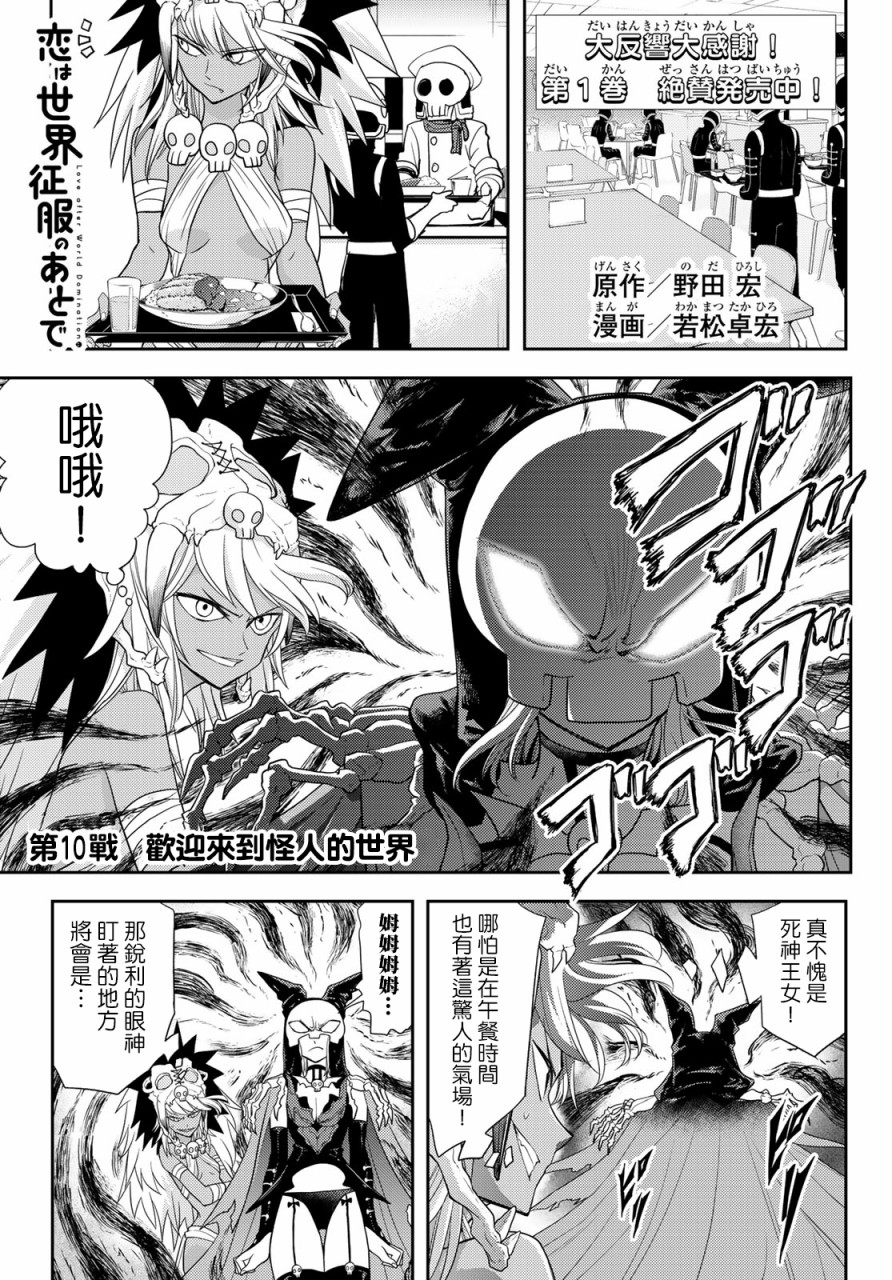 大反響大感謝！
だいはんきょうだいかんしゃ
第１巻　絶賛発売中！
だい かん ぜっさんはつばいちゅう
原作／野田 宏
げんさく のだ ひろし
漫画／若松卓宏
まんが わかまつたかひろ
恋は世界征服のあとで
Love after World Domination
ゴゴゴゴ
哦哦！
第10戰　歡迎來到怪人的世界
真不愧是
死神王女！
哪怕是在午餐時間
也有著這驚人的氣場！
ビリ
ビリ
姆姆姆姆…
那銳利的眼神
盯著的地方
將會是…